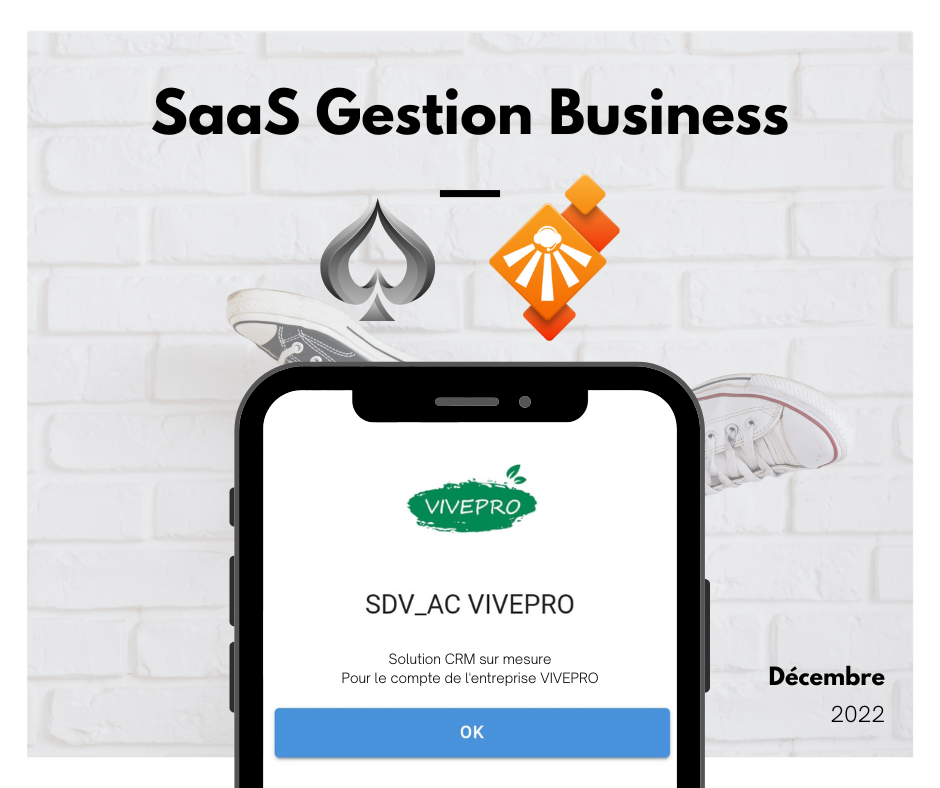 SaaS Gestion Business
VIVEPRO
SDV_AC VIVEPRO
Solution CRM sur mesure
Pour le compte de l'entreprise VIVEPRO
OK
Décembre
2022